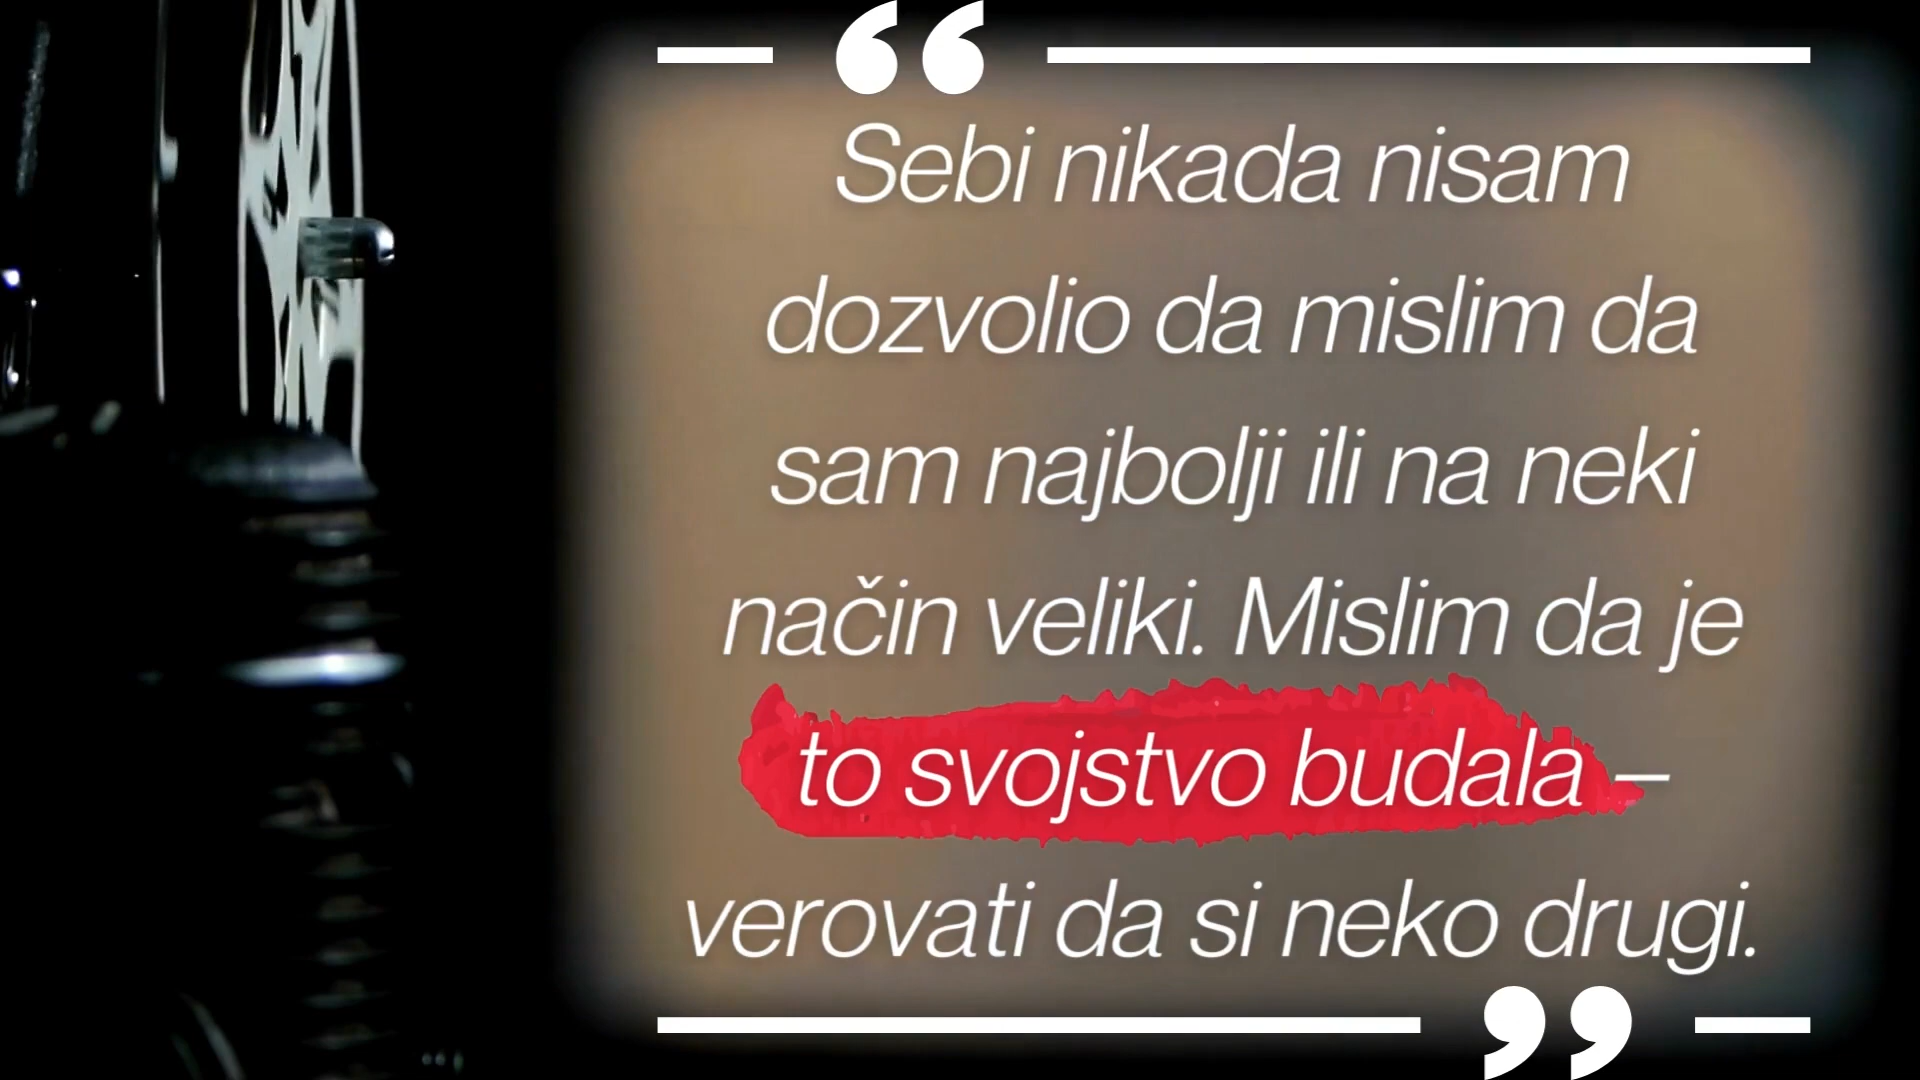 Sebi nikada nisam
dozvolio da mislim da
sam najbolji ili na neki
način veliki. Mislim da je
to svojstvo budala –
verovati da si neko drugi.